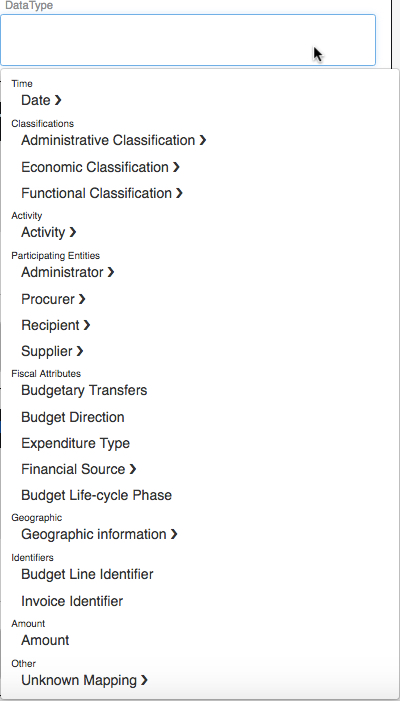 DataType
Time
Date ❯
Classifications
Administrative Classification ❯
Economic Classification ❯
Functional Classification ❯
Activity
Activity ❯
Participating Entities
Administrator ❯
Procurer ❯
Recipient ❯
Supplier ❯
Fiscal Attributes
Budgetary Transfers
Budget Direction
Expenditure Type
Financial Source ❯
Budget Life-cycle Phase
Geographic
Geographic information ❯
Identifiers
Budget Line Identifier
Invoice Identifier
Amount
Amount
Other
Unknown Mapping ❯